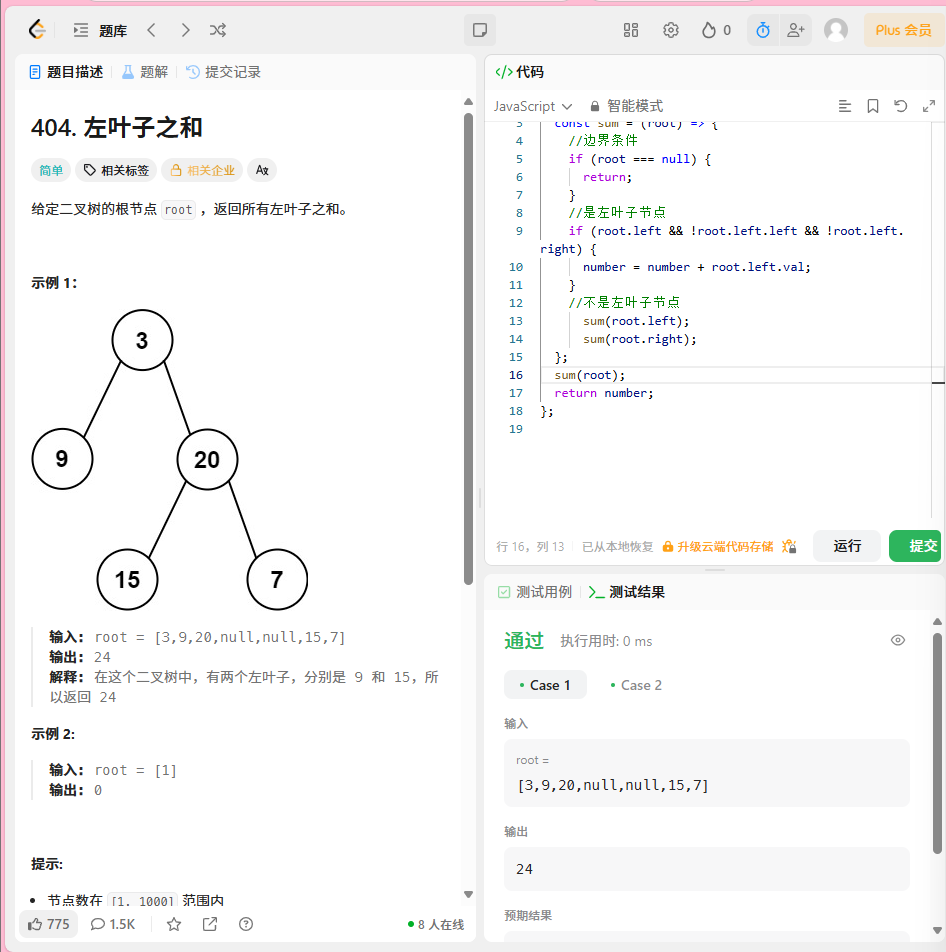 题库
0
Plus 会员
题目描述
题解
提交记录
404. 左叶子之和
简单
相关标签
相关企业
给定二叉树的根节点 root ，返回所有左叶子之和。
示例 1：
3
9
20
15
7
输入： root = [3,9,20,null,null,15,7]
输出： 24
解释： 在这个二叉树中，有两个左叶子，分别是 9 和 15，所
以返回 24
示例 2:
输入： root = [1]
输出： 0
提示:
• 节点数在 [1, 1000] 范围内
775
1.5K
8 人在线
</> 代码
JavaScript
智能模式
3 const sum = (root) => {
4 //边界条件
5 if (root === null) {
6 return;
7 }
8 //是左叶子节点
9 if (root.left && !root.left.left && !root.left.
right) {
10 number = number + root.left.val;
11 }
12 //不是左叶子节点
13 sum(root.left);
14 sum(root.right);
15 };
16 sum(root);
17 return number;
18 };
19
行 16，列 13
已从本地恢复
升级云端代码存储
运行
提交
测试用例
测试结果
通过
执行用时: 0 ms
• Case 1
• Case 2
输入
root =
[3,9,20,null,null,15,7]
输出
24
预期结果